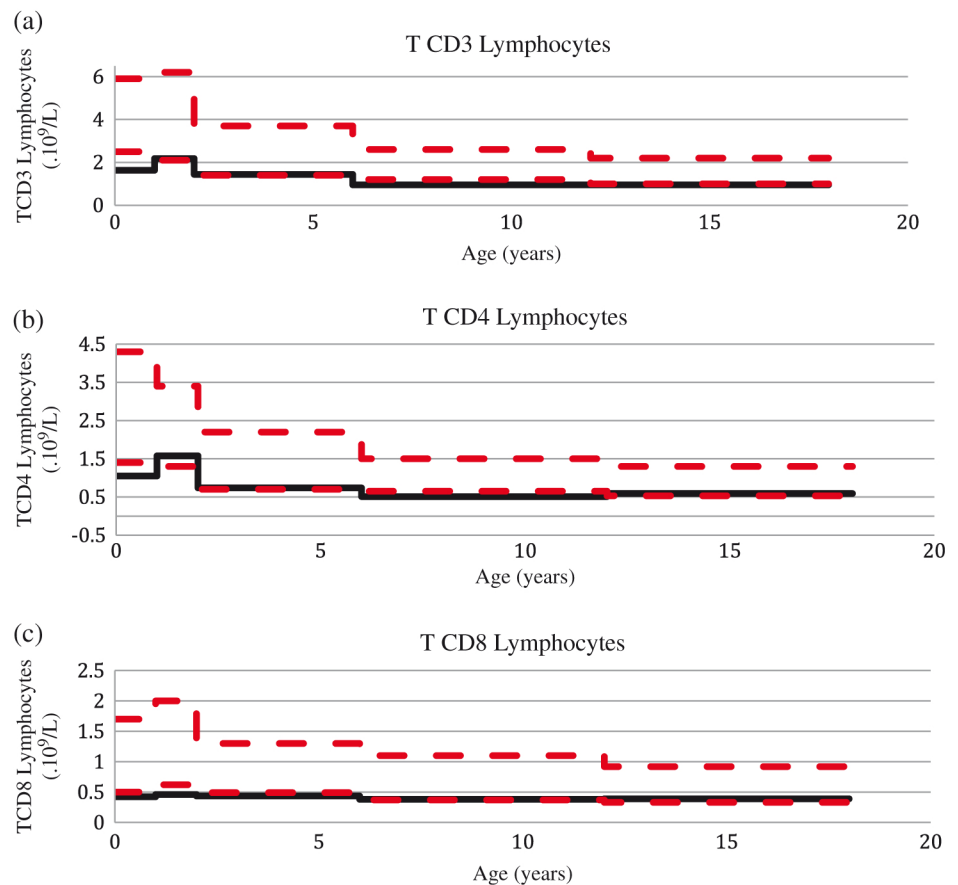 (a)
T CD3 Lymphocytes
TCD3 Lymphocytes
(.10⁹/L)
6
4
2
0
0 5 10 15 20
Age (years)
(b)
T CD4 Lymphocytes
TCD4 Lymphocytes
(.10⁹/L)
4.5
3.5
2.5
1.5
0.5
-0.5
0 5 10 15 20
Age (years)
(c)
T CD8 Lymphocytes
TCD8 Lymphocytes
(.10⁹/L)
2.5
2
1.5
1
0.5
0
0 5 10 15 20
Age (years)